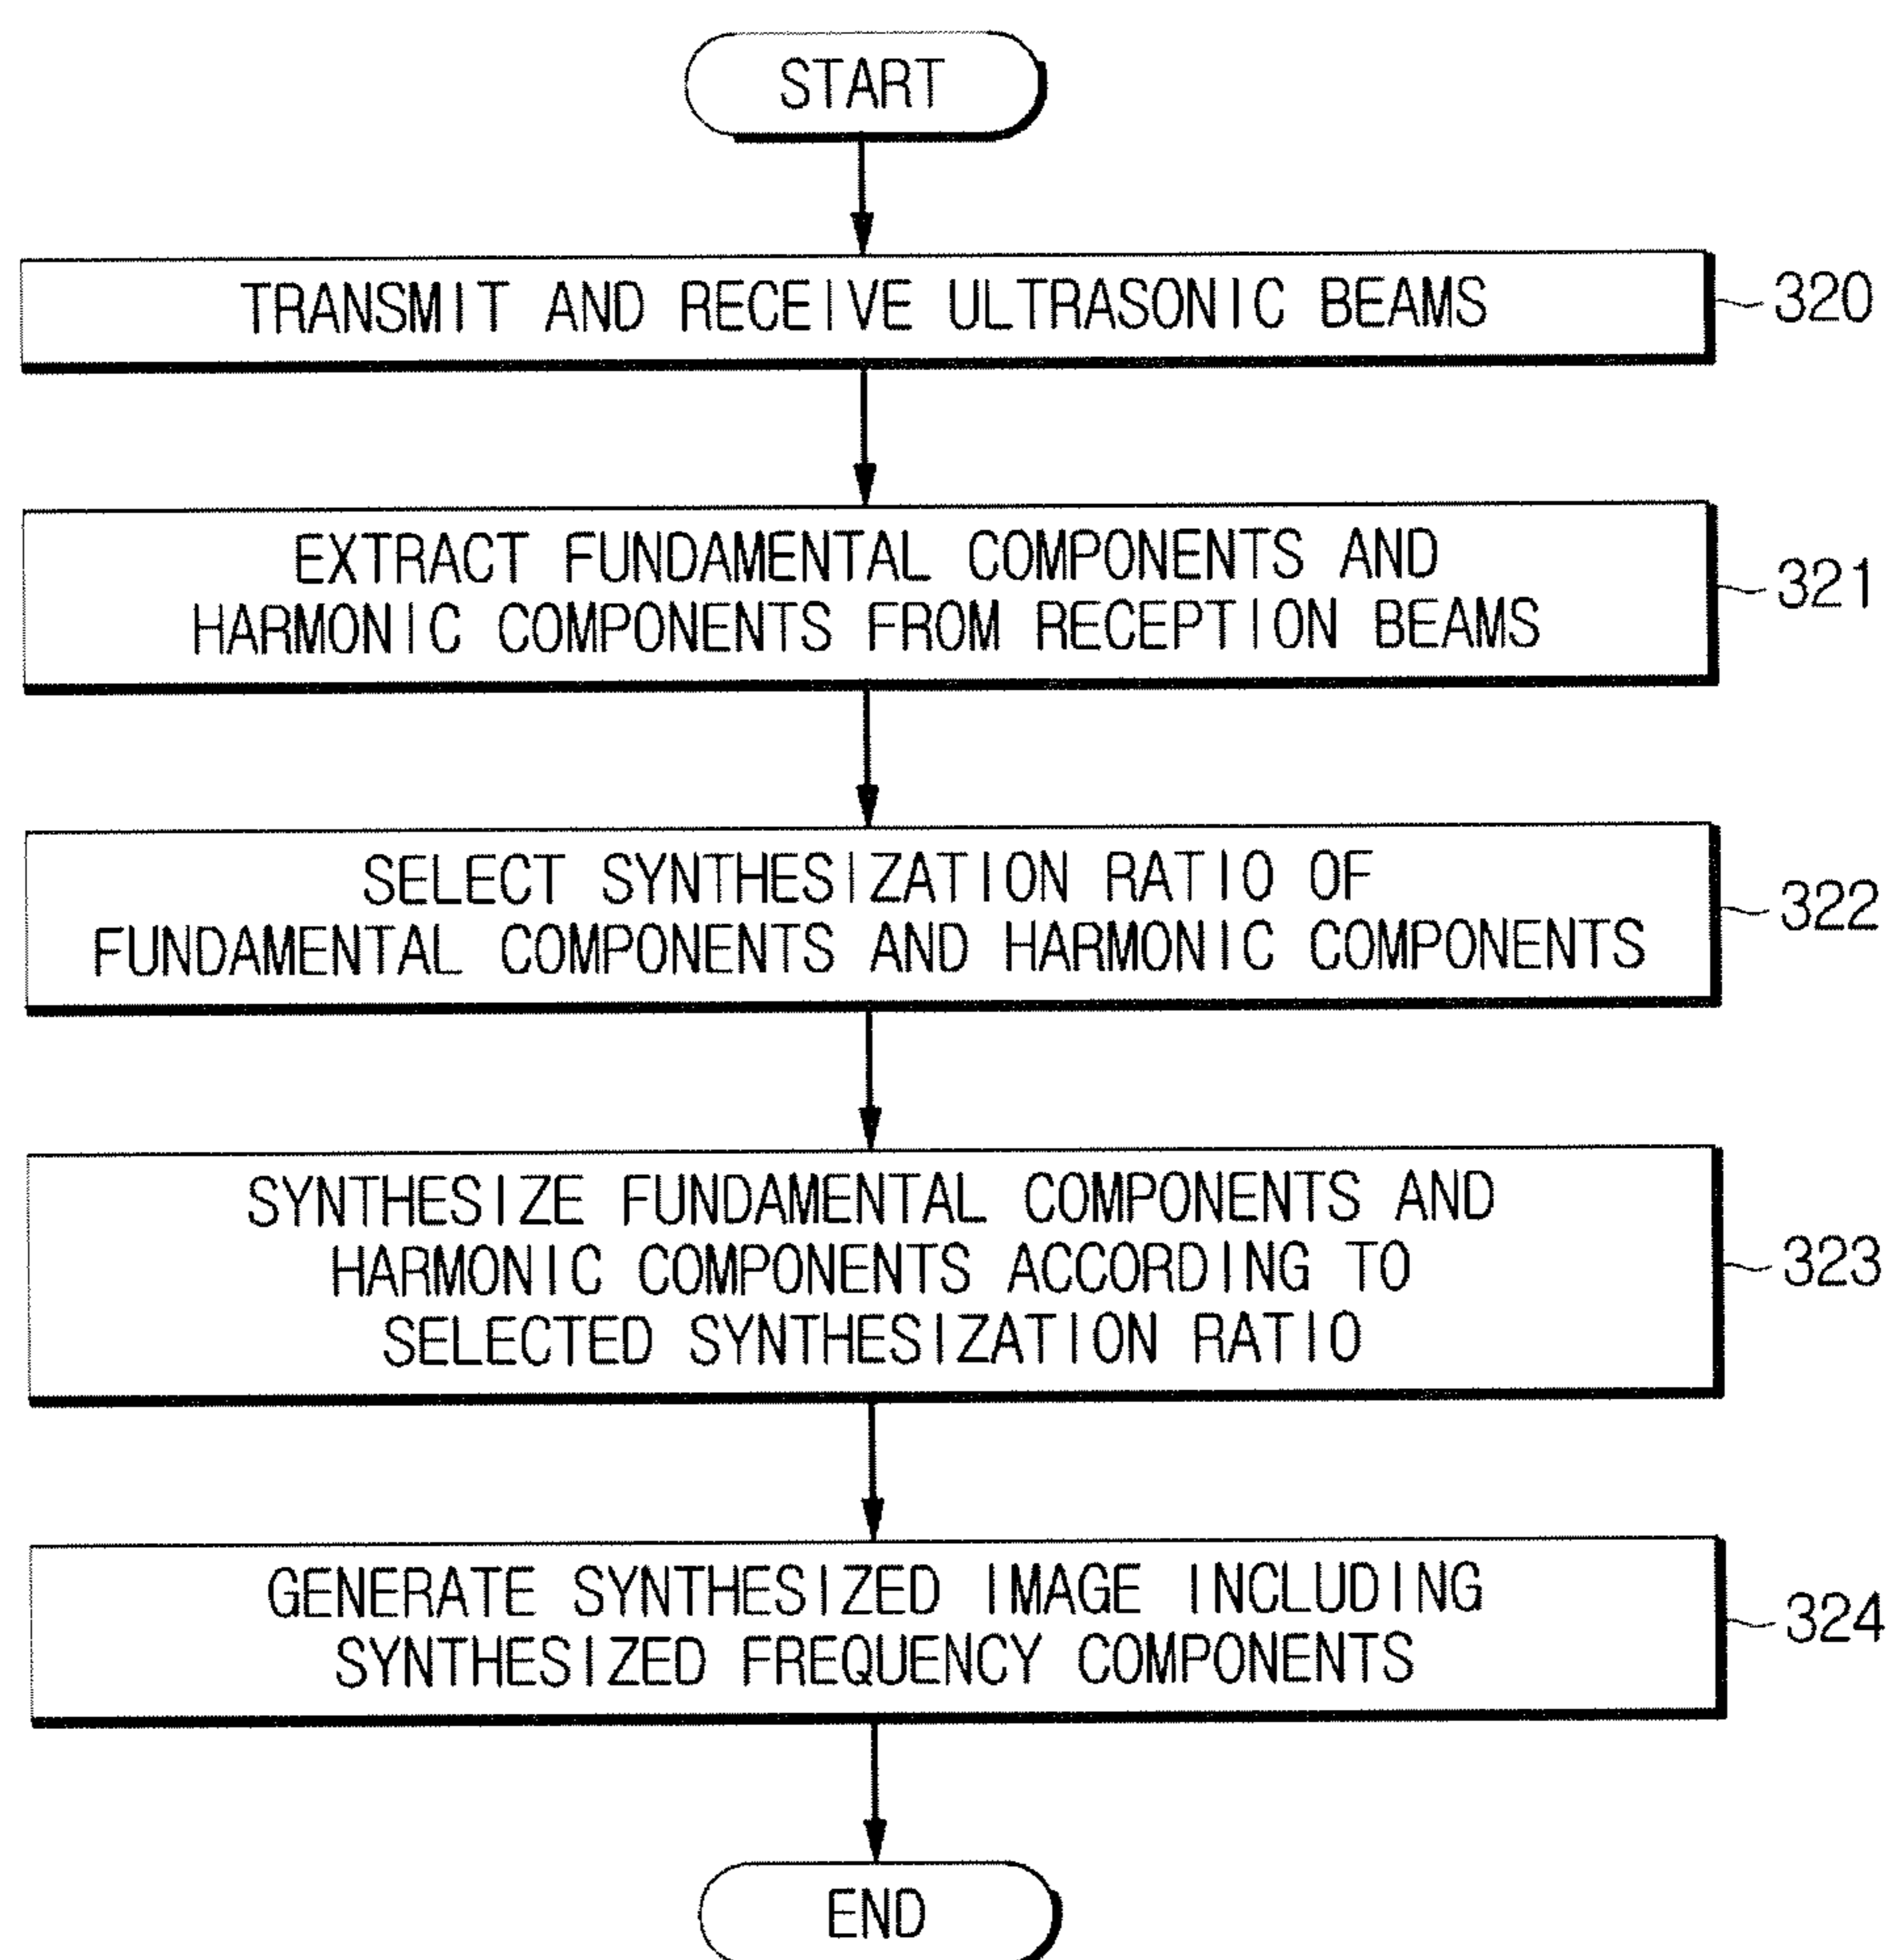 START
TRANSMIT AND RECEIVE ULTRASONIC BEAMS
320
EXTRACT FUNDAMENTAL COMPONENTS AND
HARMONIC COMPONENTS FROM RECEPTION BEAMS
321
SELECT SYNTHESIZATION RATIO OF
FUNDAMENTAL COMPONENTS AND HARMONIC COMPONENTS
322
SYNTHESIZE FUNDAMENTAL COMPONENTS AND
HARMONIC COMPONENTS ACCORDING TO
SELECTED SYNTHESIZATION RATIO
323
GENERATE SYNTHESIZED IMAGE INCLUDING
SYNTHESIZED FREQUENCY COMPONENTS
324
END